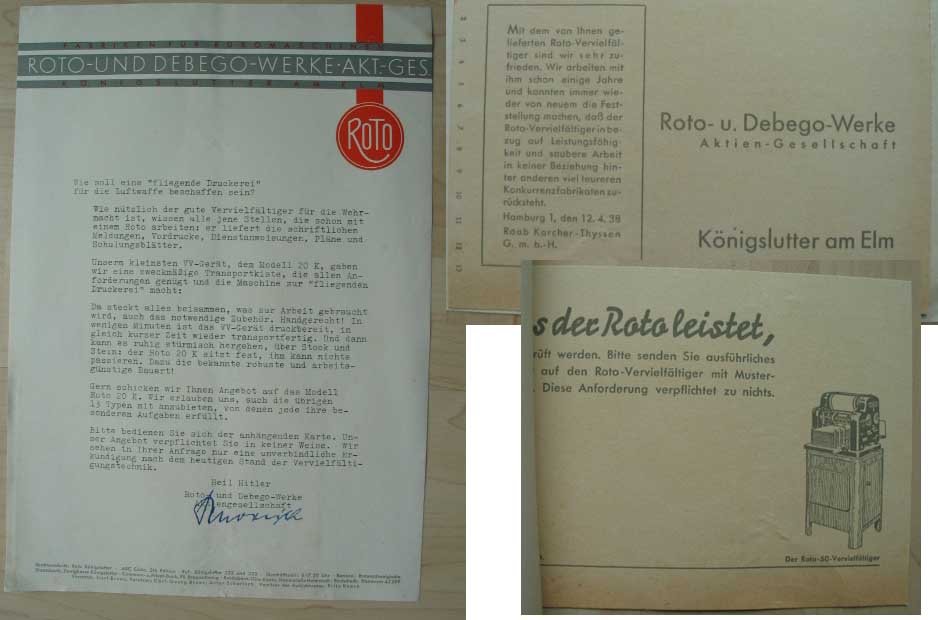 FABRIKEN FÜR BÜROMASCHINEN
ROTO-UND DEBEGO-WERKE·AKT.-GES.
KÖNIGSLUTTER AM ELM
ROTO
Wie soll eine "fliegende Druckerei"
für die Luftwaffe beschaffen sein?
Wie nützlich der gute Vervielfältiger für die Wehr-
macht ist, wissen alle jene Stellen, die schon mit
einem Roto arbeiten: er liefert die schriftlichen
Meldungen, Vordrucke, Dienstanweisungen, Pläne und
Schulungsblätter.
Unserm kleinsten VV-Gerät, dem Modell 20 K, gaben
wir eine zweckmäßige Transportkiste, die allen An-
forderungen genügt und die Maschine zur "fliegenden
Druckerei" macht:
Da steckt alles beisammen, was zur Arbeit gebraucht
wird, auch das notwendige Zubehör. Handgerecht! In
wenigen Minuten ist das VV-Gerät druckbereit, in
gleich kurzer Zeit wieder transportfertig. Und dann
kann es ruhig stürmisch hergehen, über Stock und
Stein: der Roto 20 K sitzt fest, ihm kann nichts
passieren. Dazu die bekannte robuste und arbeits-
günstige Bauart!
Gern schicken wir Ihnen Angebot auf das Modell
Roto 20 K. Wir erlauben uns, auch die übrigen
13 Typen mit anzubieten, von denen jede ihre be-
sonderen Aufgaben erfüllt.
Bitte bedienen Sie sich der anhängenden Karte. Un-
ser Angebot verpflichtet Sie in keiner Weise. Wir
sehen in Ihrer Anfrage nur eine unverbindliche Er-
kundigung nach dem heutigen Stand der Vervielfälti-
gungstechnik.
Heil Hitler
Roto- und Debego-Werke
Aktiengesellschaft
Mit dem von Ihnen ge-
lieferten Roto-Vervielfäl-
tiger sind wir sehr zu-
frieden. Wir arbeiten mit
ihm schon einige Jahre
und konnten immer wie-
der von neuem die Fest-
stellung machen, daß der
Roto-Vervielfältiger in be-
zug auf Leistungsfähig-
keit und saubere Arbeit
in keiner Beziehung hin-
ter anderen viel teureren
Konkurrenzfabrikaten zu-
rücksteht.
Hamburg 1, den 12. 4. 38
Raab Karcher-Thyssen
G. m. b.-H.
Roto- u. Debego-Werke
Aktien-Gesellschaft
Königslutter am Elm
s der Roto leistet,
rüft werden. Bitte senden Sie ausführliches
auf den Roto-Vervielfältiger mit Muster-
. Diese Anforderung verpflichtet zu nichts.
Der Roto-50-Vervielfältiger